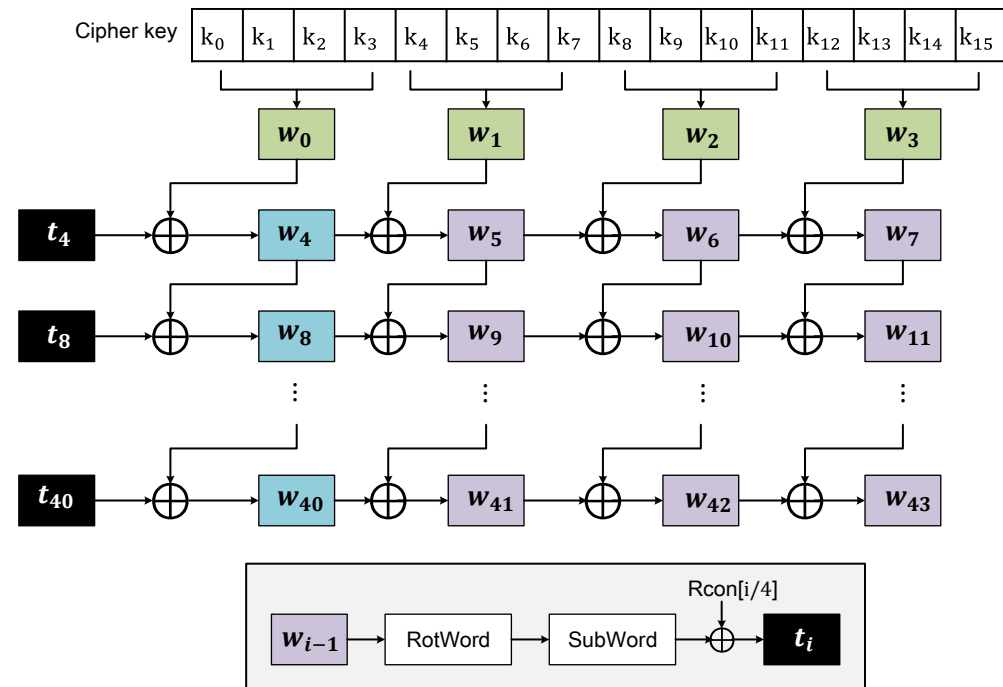 Cipher key k₀ k₁ k₂ k₃ k₄ k₅ k₆ k₇ k₈ k₉ k₁₀ k₁₁ k₁₂ k₁₃ k₁₄ k₁₅
w₀ w₁ w₂ w₃
t₄ w₄ w₅ w₆ w₇
t₈ w₈ w₉ w₁₀ w₁₁
⋮ ⋮ ⋮ ⋮
t₄₀ w₄₀ w₄₁ w₄₂ w₄₃
Rcon[i/4]
wᵢ₋₁ RotWord SubWord tᵢ